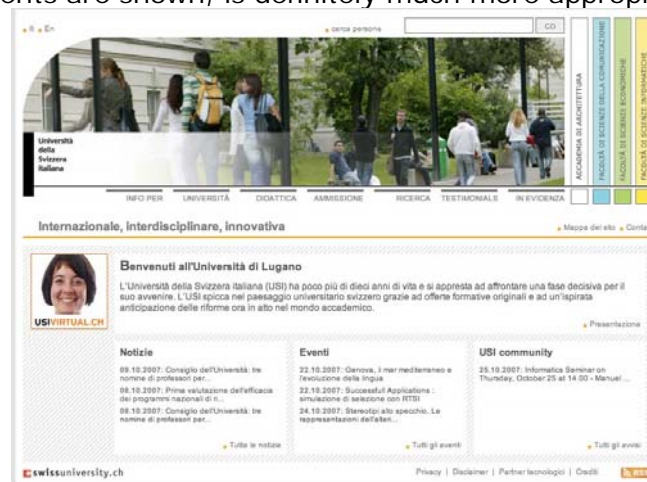 ents are shown, is definitely much more approp
It En
cerca persone
GO
Università
della
Svizzera
italiana
ACCADEMIA DI ARCHITETTURA
FACOLTÀ DI SCIENZE DELLA COMUNICAZIONE
FACOLTÀ DI SCIENZE ECONOMICHE
FACOLTÀ DI SCIENZE INFORMATICHE
INFO PER UNIVERSITÀ DIDATTICA AMMISSIONE RICERCA TESTIMONIALS IN EVIDENZA
Internazionale, interdisciplinare, innovativa
Mappa del sito Conta
USIVIRTUAL.CH
Benvenuti all'Università di Lugano
L'Università della Svizzera italiana (USI) ha poco più di dieci anni di vita e si appresta ad affrontare una fase decisiva per il
suo avvenire. L'USI spicca nel paesaggio universitario svizzero grazie ad offerte formative originali e ad un'ispirata
anticipazione delle riforme ora in atto nel mondo accademico.
Presentazione
Notizie
09.10.2007: Consiglio dell'Università: tre
nomine di professori per...
08.10.2007: Prima valutazione dell'efficacia
dei programmi nazionali di ri...
08.10.2007: Consiglio dell'Università: tre
nomine di professori per...
Tutte le notizie
Eventi
22.10.2007: Genova, il mar mediterraneo e
l'evoluzione della lingua
22.10.2007: Successful Applications :
simulazione di selezione con RTSI
24.10.2007: Stereotipi allo specchio. Le
rappresentazioni dell'alteri...
Tutti gli eventi
USI community
25.10.2007: Informatica Seminar on
Thursday, October 25 at 14.00 - Manuel ...
Tutti gli avvisi
swissuniversity.ch
Privacy | Disclaimer | Partner tecnologici | Crediti